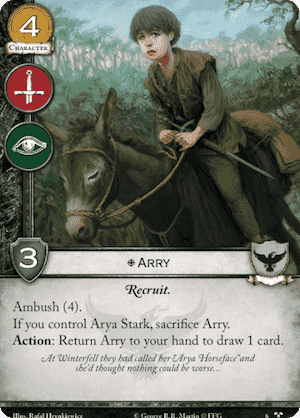 4
CHARACTER
3
ARRY
Recruit.
Ambush (4).
If you control Arya Stark, sacrifice Arry.
Action: Return Arry to your hand to draw 1 card.
At Winterfell they had called her "Arya Horseface" and
she'd thought nothing could be worse...
Illus. Rafał Hrynkiewicz
© George R.R. Martin © FFG
6